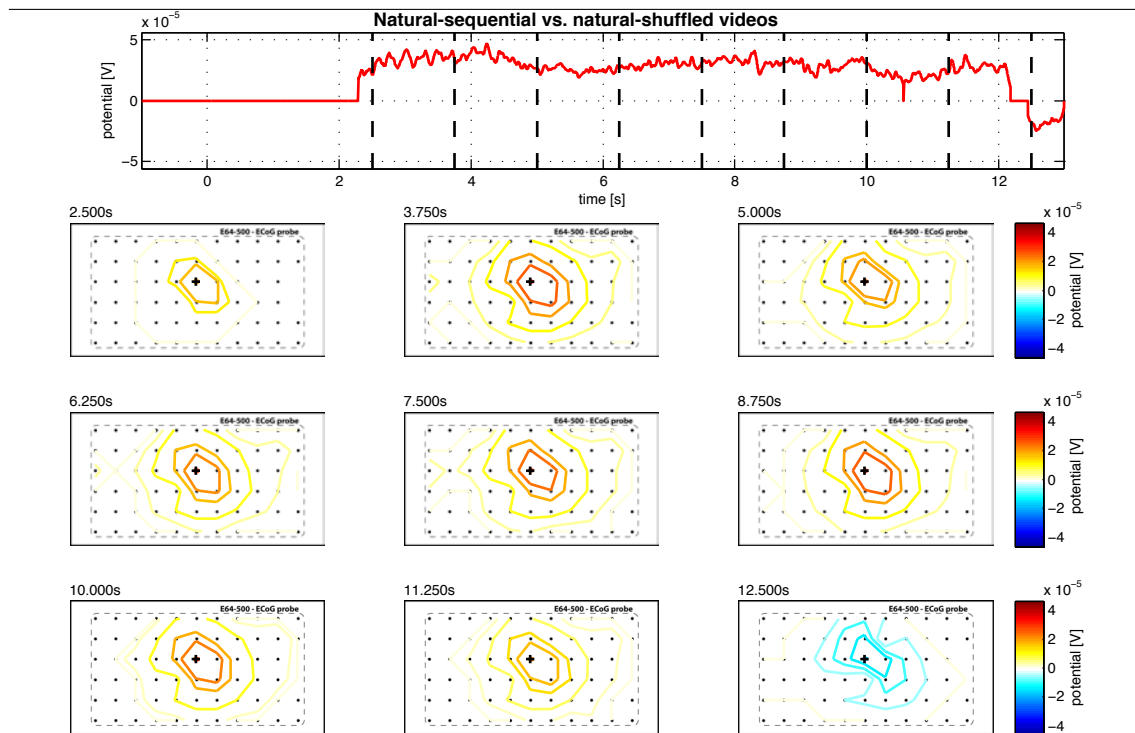 Natural-sequential vs. natural-shuffled videos
x 10⁻⁵
5
0
−5
potential [V]
0 2 4 6 8 10 12
time [s]
2.500s 3.750s 5.000s
E64-500 - ECoG probe E64-500 - ECoG probe E64-500 - ECoG probe
x 10⁻⁵
4
2
0
−2
−4
potential [V]
6.250s 7.500s 8.750s
E64-500 - ECoG probe E64-500 - ECoG probe E64-500 - ECoG probe
x 10⁻⁵
4
2
0
−2
−4
potential [V]
10.000s 11.250s 12.500s
E64-500 - ECoG probe E64-500 - ECoG probe E64-500 - ECoG probe
x 10⁻⁵
4
2
0
−2
−4
potential [V]